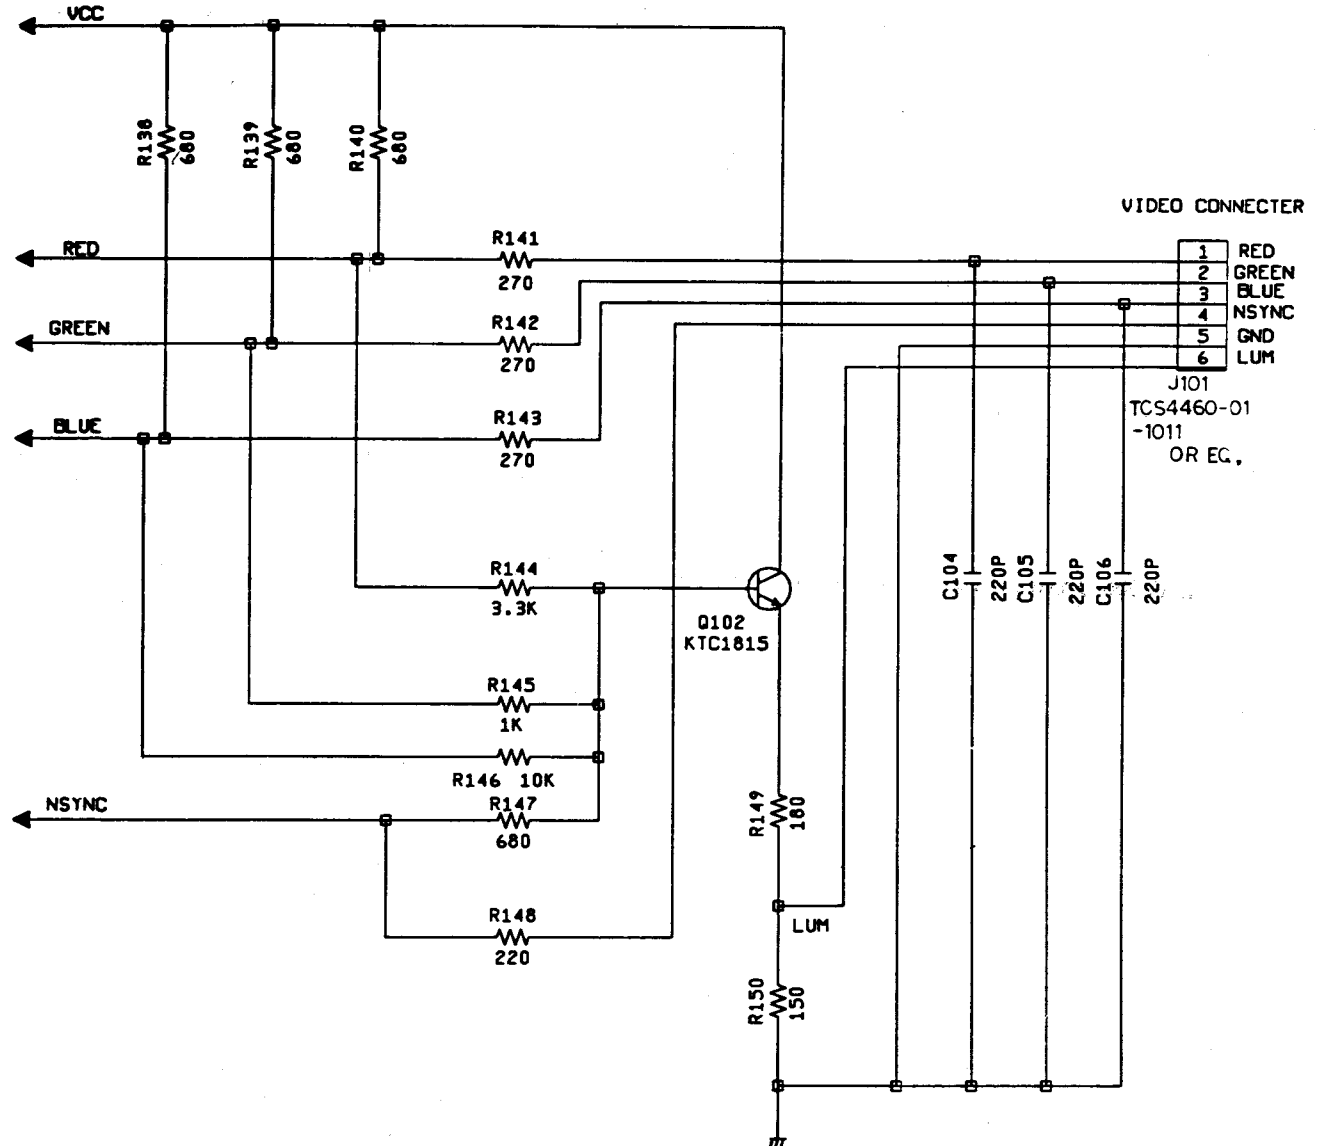 VCC
R138
680
R139
680
R140
680
VIDEO CONNECTER
RED
R141
270
1 RED
2 GREEN
3 BLUE
4 NSYNC
5 GND
6 LUM
J101
TCS4460-01
-1011
OR EQ.
GREEN
R142
270
BLUE
R143
270
R144
3.3K
Q102
KTC1815
C104
220P
C105
220P
C106
220P
R145
1K
R146 10K
NSYNC
R147
680
R149
180
R148
220
LUM
R150
150